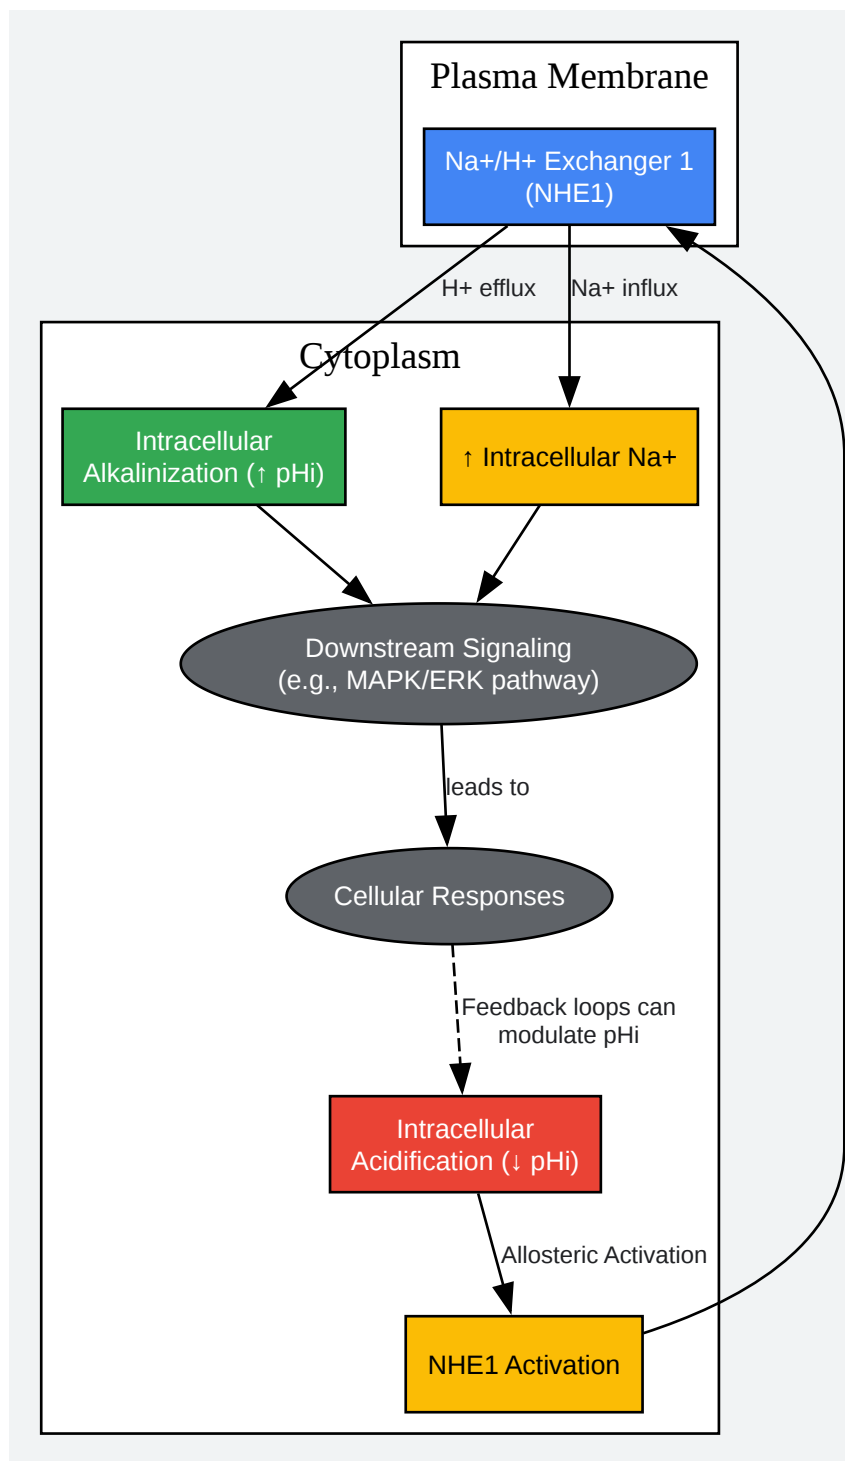 Plasma Membrane
Na+/H+ Exchanger 1
(NHE1)
H+ efflux
Na+ influx
Cytoplasm
Intracellular
Alkalinization (↑ pHi)
↑ Intracellular Na+
Downstream Signaling
(e.g., MAPK/ERK pathway)
leads to
Cellular Responses
Feedback loops can
modulate pHi
Intracellular
Acidification (↓ pHi)
Allosteric Activation
NHE1 Activation